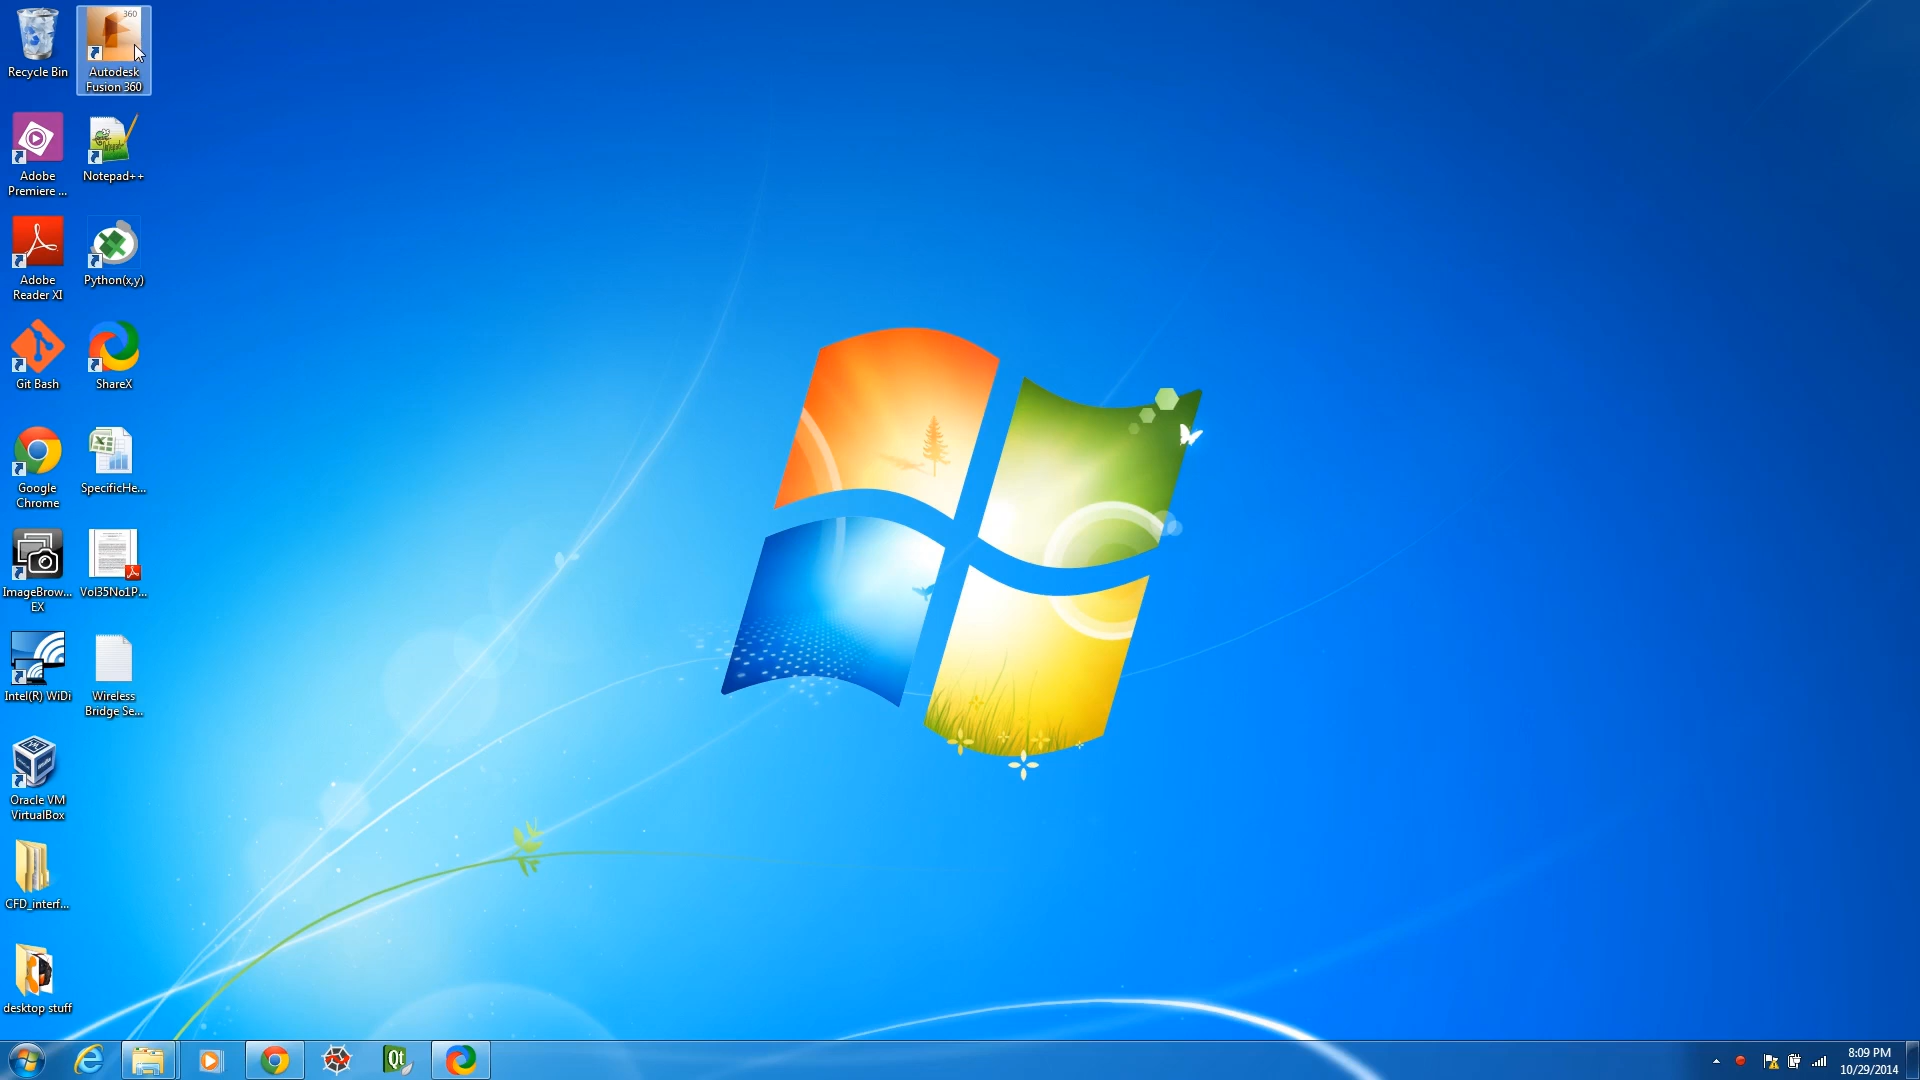 Recycle Bin
360
Autodesk
Fusion 360
Adobe
Premiere ...
Notepad++
Adobe
Reader XI
Python(x,y)
Git Bash
ShareX
Google
Chrome
SpecificHe...
ImageBrow...
EX
Vol35No1P...
Intel(R) WiDi
Wireless
Bridge Se...
Oracle VM
VirtualBox
CFD_interf...
desktop stuff
Qt
8:09 PM
10/29/2014